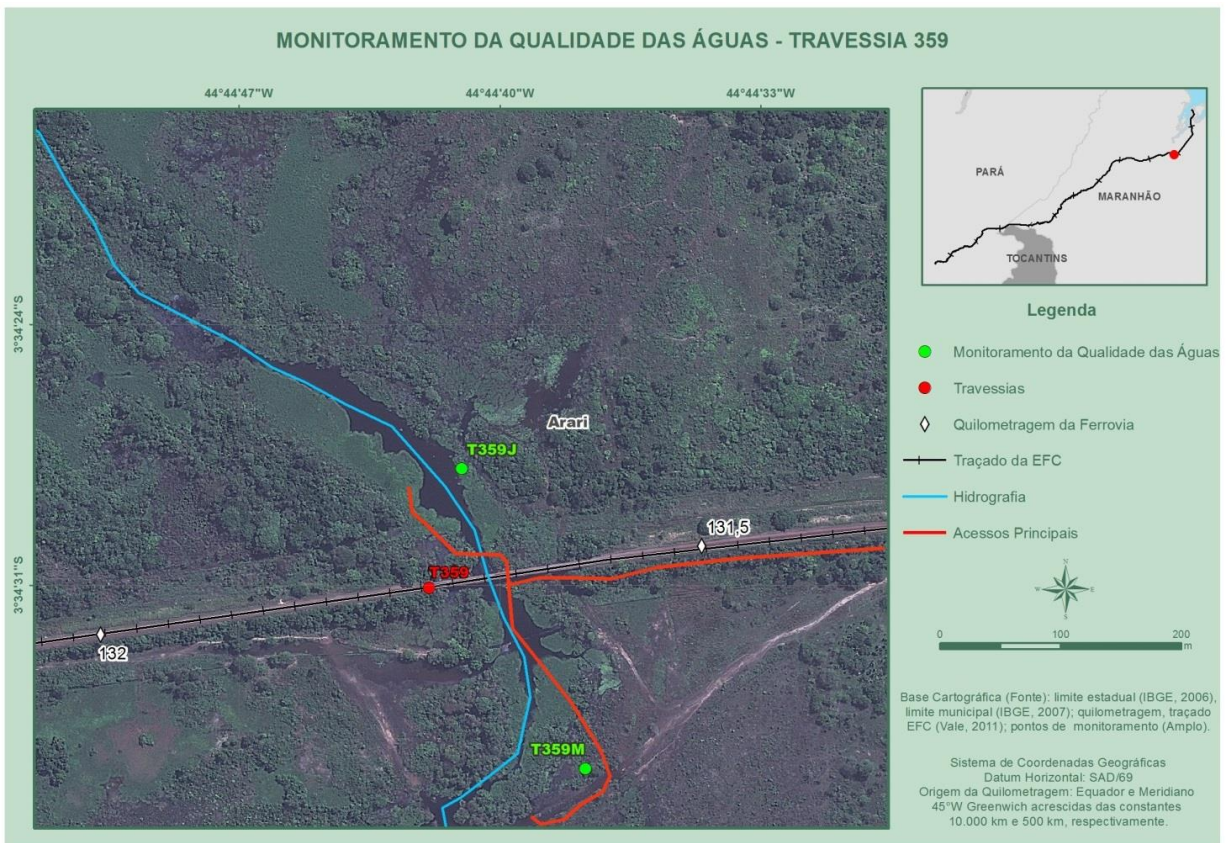 MONITORAMENTO DA QUALIDADE DAS ÁGUAS - TRAVESSIA 359
44°44'47"W
44°44'40"W
44°44'33"W
3°34'24"S
3°34'31"S
Arari
T359J
131,5
T359
132
T359M
PARÁ
MARANHÃO
TOCANTINS
Legenda
Monitoramento da Qualidade das Águas
Travessias
Quilometragem da Ferrovia
Traçado da EFC
Hidrografia
Acessos Principais
N
W
E
S
0
100
200
m
Base Cartográfica (Fonte): limite estadual (IBGE, 2006),
limite municipal (IBGE, 2007); quilometragem, traçado
EFC (Vale, 2011); pontos de monitoramento (Amplo).
Sistema de Coordenadas Geográficas
Datum Horizontal: SAD/69
Origem da Quilometragem: Equador e Meridiano
45°W Greenwich acrescidas das constantes
10.000 km e 500 km, respectivamente.